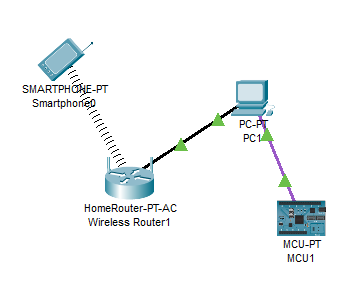 SMARTPHONE-PT
Smartphone0
PC-PT
PC1
HomeRouter-PT-AC
Wireless Router1
MCU-PT
MCU1